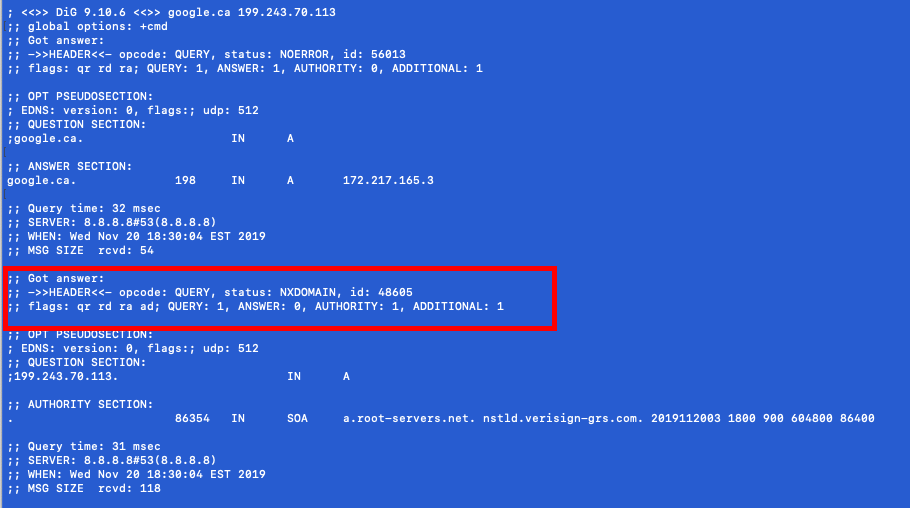 ; <<>> DiG 9.10.6 <<>> google.ca 199.243.70.113
;; global options: +cmd
;; Got answer:
;; ->>HEADER<<- opcode: QUERY, status: NOERROR, id: 56013
;; flags: qr rd ra; QUERY: 1, ANSWER: 1, AUTHORITY: 0, ADDITIONAL: 1
;; OPT PSEUDOSECTION:
; EDNS: version: 0, flags:; udp: 512
;; QUESTION SECTION:
;google.ca. IN A
;; ANSWER SECTION:
google.ca. 198 IN A 172.217.165.3
;; Query time: 32 msec
;; SERVER: 8.8.8.8#53(8.8.8.8)
;; WHEN: Wed Nov 20 18:30:04 EST 2019
;; MSG SIZE rcvd: 54
;; Got answer:
;; ->>HEADER<<- opcode: QUERY, status: NXDOMAIN, id: 48605
;; flags: qr rd ra ad; QUERY: 1, ANSWER: 0, AUTHORITY: 1, ADDITIONAL: 1
;; OPT PSEUDOSECTION:
; EDNS: version: 0, flags:; udp: 512
;; QUESTION SECTION:
;199.243.70.113. IN A
;; AUTHORITY SECTION:
. 86354 IN SOA a.root-servers.net. nstld.verisign-grs.com. 2019112003 1800 900 604800 86400
;; Query time: 31 msec
;; SERVER: 8.8.8.8#53(8.8.8.8)
;; WHEN: Wed Nov 20 18:30:04 EST 2019
;; MSG SIZE rcvd: 118